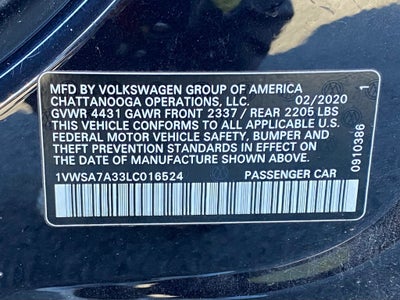 MFD BY VOLKSWAGEN GROUP OF AMERICA
CHATTANOOGA OPERATIONS, LLC. 02/2020
GVWR 4431 GAWR FRONT 2337 / REAR 2205 LBS
THIS VEHICLE CONFORMS TO ALL APPLICABLE
FEDERAL MOTOR VEHICLE SAFETY, BUMPER AND
THEFT PREVENTION STANDARDS IN EFFECT ON
THE DATE OF MANUFACTURE SHOWN ABOVE.
1VWSA7A33LC016524 PASSENGER CAR
0910386 1